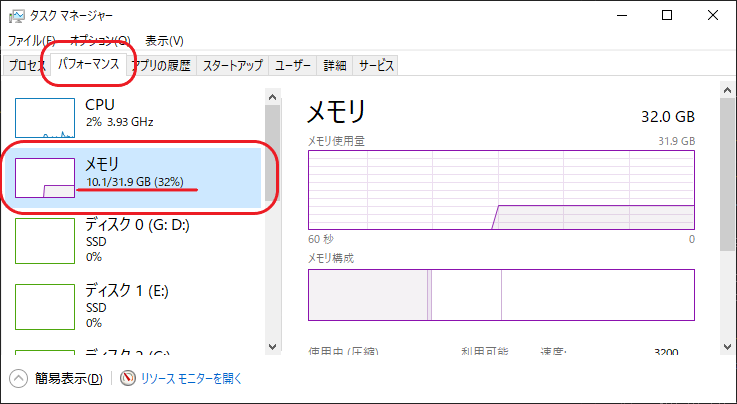 タスク マネージャー
ファイル(F) オプション(O) 表示(V)
プロセス パフォーマンス アプリの履歴 スタートアップ ユーザー 詳細 サービス
CPU
2% 3.93 GHz
メモリ
10.1/31.9 GB (32%)
ディスク 0 (G: D:)
SSD
0%
ディスク 1 (E:)
SSD
0%
メモリ 32.0 GB
メモリ使用量 31.9 GB
60 秒 0
メモリ構成
使用中 (圧縮) 利用可能 速度: 3200
簡易表示(D) リソース モニターを開く